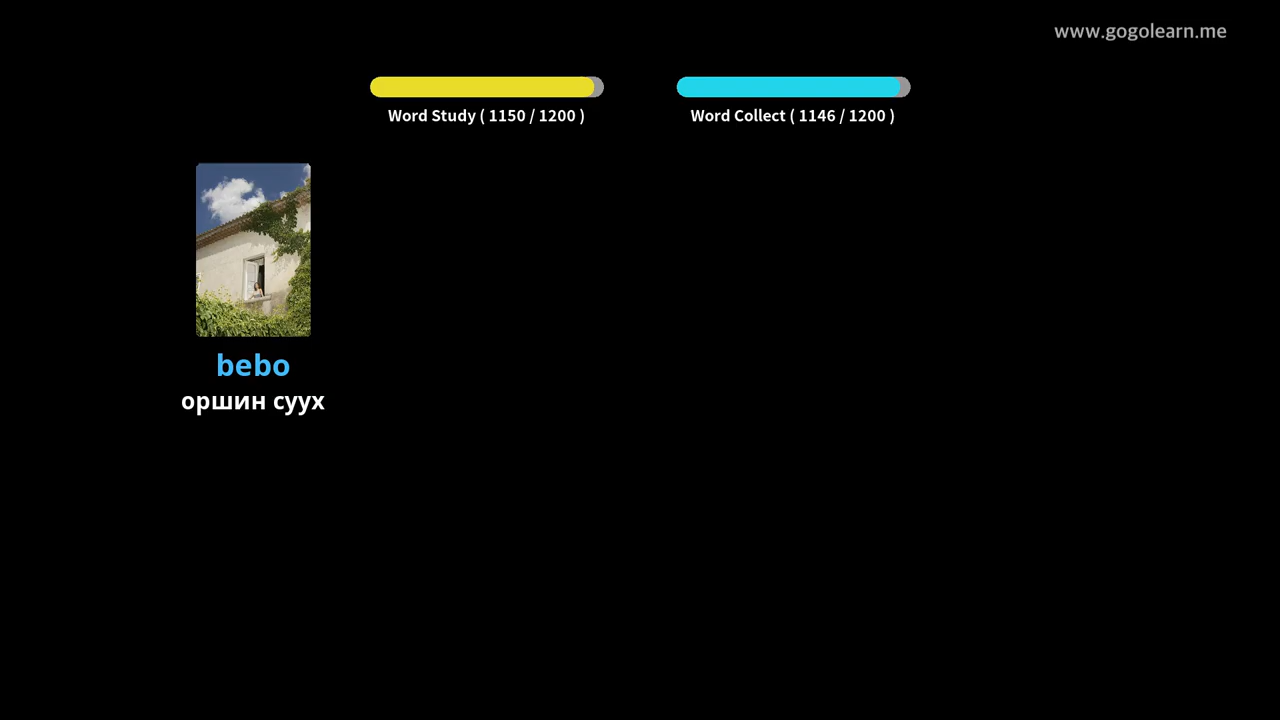 www.gogolearn.me
Word Study ( 1150 / 1200 )
Word Collect ( 1146 / 1200 )
bebo
оршин суух